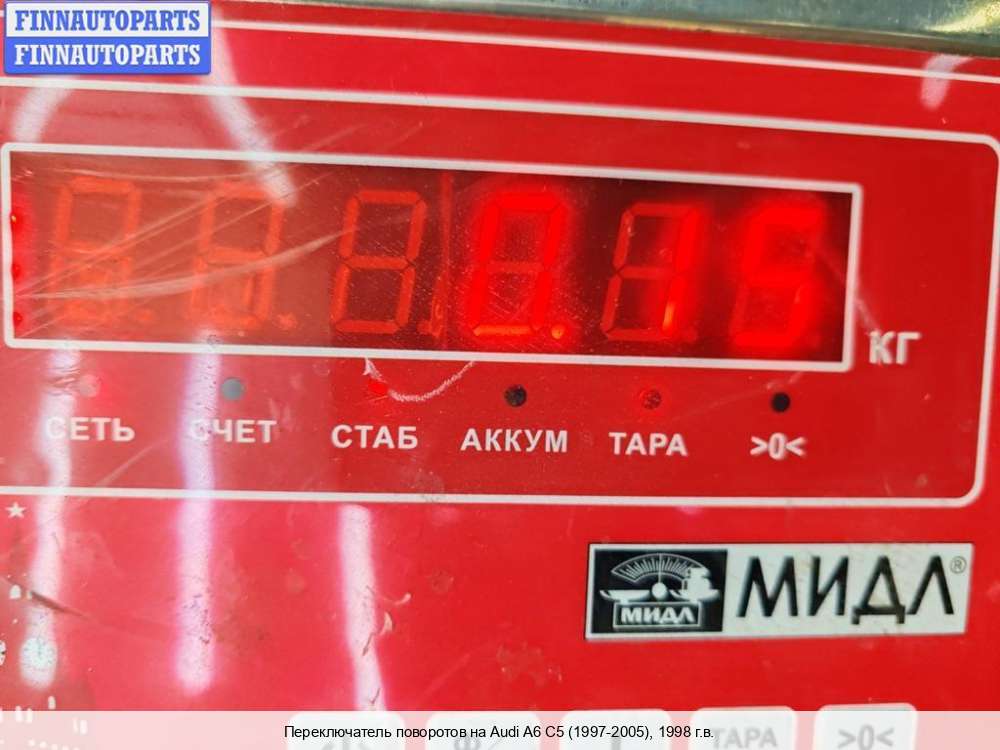 FINNAUTOPARTS
FINNAUTOPARTS
0.15
КГ
СЕТЬ СЧЕТ СТАБ АККУМ ТАРА >0<
МИДЛ
МИДЛ®
ТАРА >0<
Переключатель поворотов на Audi A6 C5 (1997-2005), 1998 г.в.